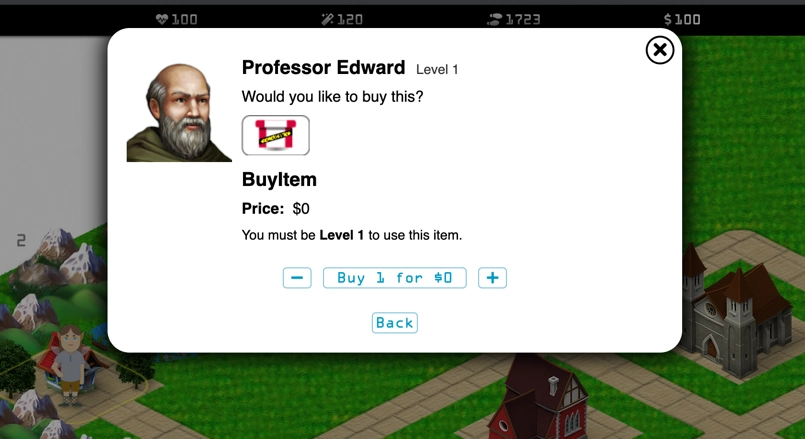 100 120 1723 $100
Professor Edward Level 1
Would you like to buy this?
BuyItem
Price: $0
You must be Level 1 to use this item.
2
− Buy 1 for $0 +
Back